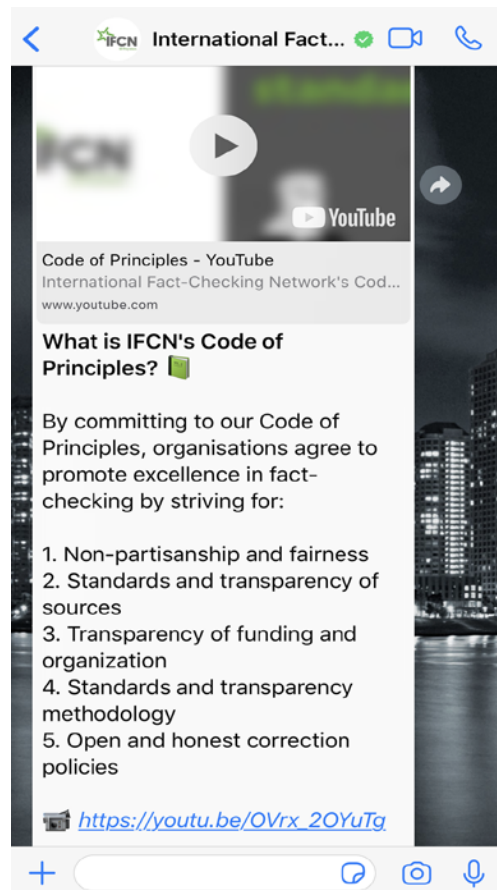 IFCN International Fact...
IFCN
standa
YouTube
Code of Principles - YouTube
International Fact-Checking Network's Cod...
www.youtube.com
What is IFCN's Code of
Principles? 📗
By committing to our Code of
Principles, organisations agree to
promote excellence in fact-
checking by striving for:
1. Non-partisanship and fairness
2. Standards and transparency of
sources
3. Transparency of funding and
organization
4. Standards and transparency
methodology
5. Open and honest correction
policies
📹 https://youtu.be/OVrx_2OYuTg